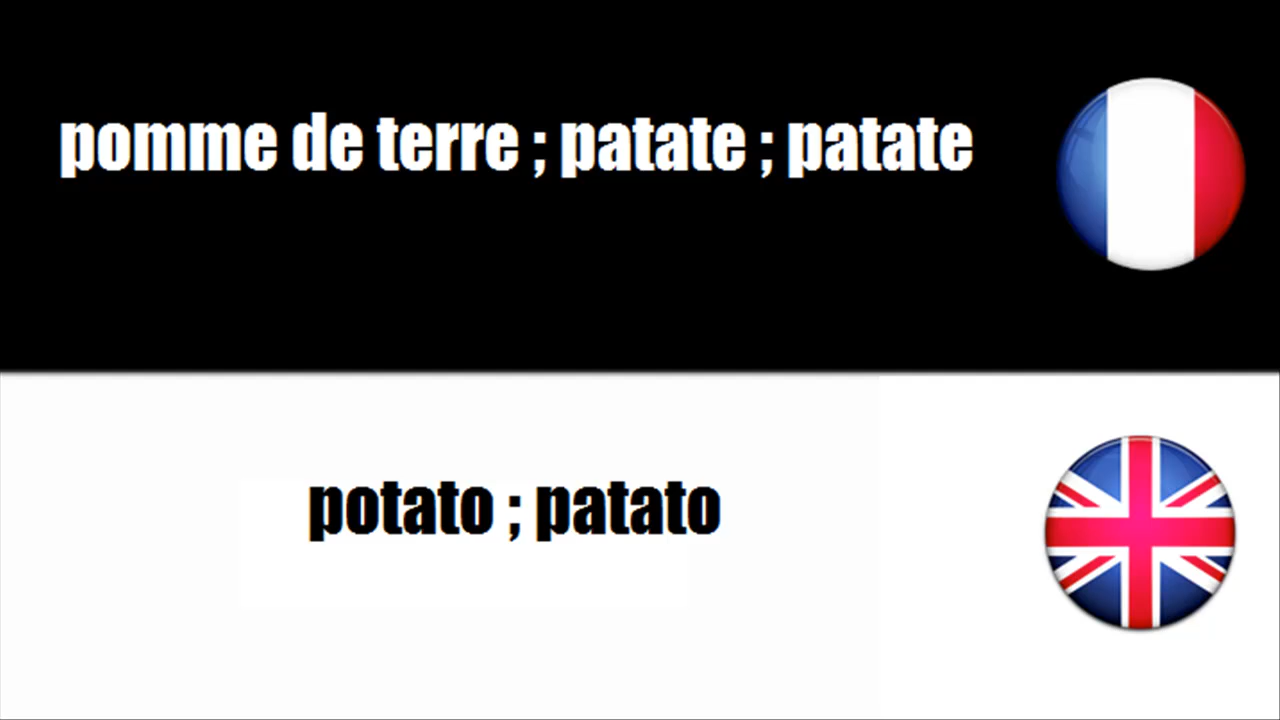 pomme de terre ; patate ; patate
potato ; patato